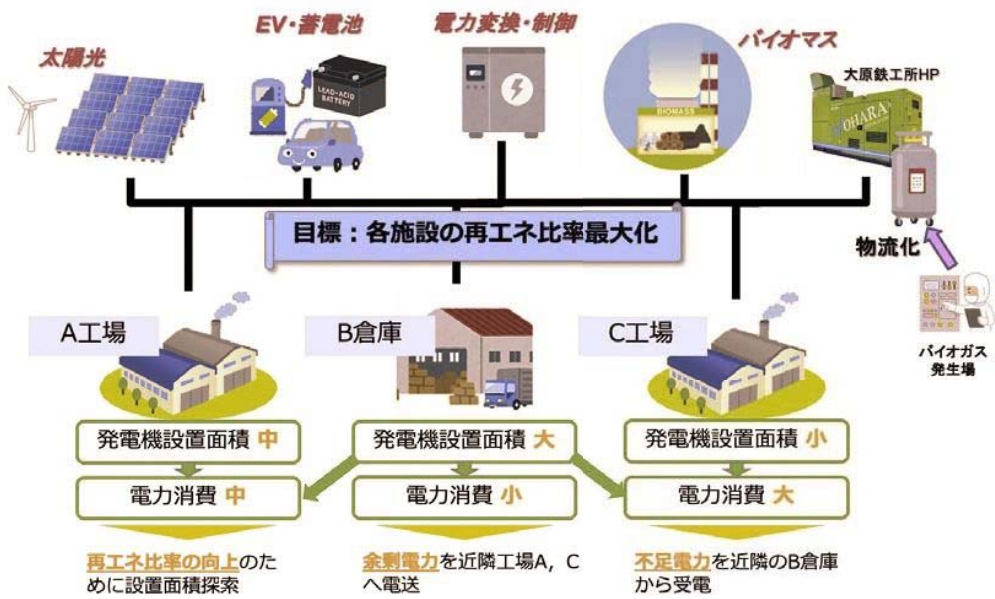 太陽光
EV・蓄電池
電力変換・制御
バイオマス
大原鉄工所HP
LEAD-ACID
BATTERY
BIOMASS
OHARA
目標：各施設の再エネ比率最大化
物流化
バイオガス
発生場
A工場
B倉庫
C工場
発電機設置面積 中
発電機設置面積 大
発電機設置面積 小
電力消費 中
電力消費 小
電力消費 大
再エネ比率の向上のた
めに設置面積探索
余剰電力を近隣工場A，C
へ電送
不足電力を近隣のB倉庫
から受電